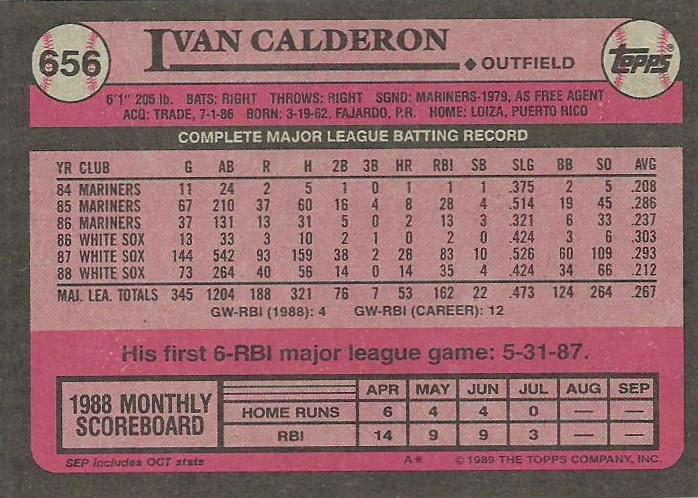 656
IVAN CALDERON
◆ OUTFIELD
TOPPS®
6'1" 205 lb. BATS: RIGHT THROWS: RIGHT SGND: MARINERS-1979, AS FREE AGENT
ACQ: TRADE, 7-1-86 BORN: 3-19-62, FAJARDO, P.R. HOME: LOIZA, PUERTO RICO
COMPLETE MAJOR LEAGUE BATTING RECORD
YR CLUB G AB R H 2B 3B HR RBI SB SLG BB SO AVG
84 MARINERS 11 24 2 5 1 0 1 1 1 .375 2 5 .208
85 MARINERS 67 210 37 60 16 4 8 28 4 .514 19 45 .286
86 MARINERS 37 131 13 31 5 0 2 13 3 .321 6 33 .237
86 WHITE SOX 13 33 3 10 2 1 0 2 0 .424 3 6 .303
87 WHITE SOX 144 542 93 159 38 2 28 83 10 .526 60 109 .293
88 WHITE SOX 73 264 40 56 14 0 14 35 4 .424 34 66 .212
MAJ. LEA. TOTALS 345 1204 188 321 76 7 53 162 22 .473 124 264 .267
GW-RBI (1988): 4 GW-RBI (CAREER): 12
His first 6-RBI major league game: 5-31-87.
1988 MONTHLY
SCOREBOARD
APR MAY JUN JUL AUG SEP
HOME RUNS 6 4 4 0 — —
RBI 14 9 9 3 — —
SEP includes OCT stats
A* © 1989 THE TOPPS COMPANY, INC.